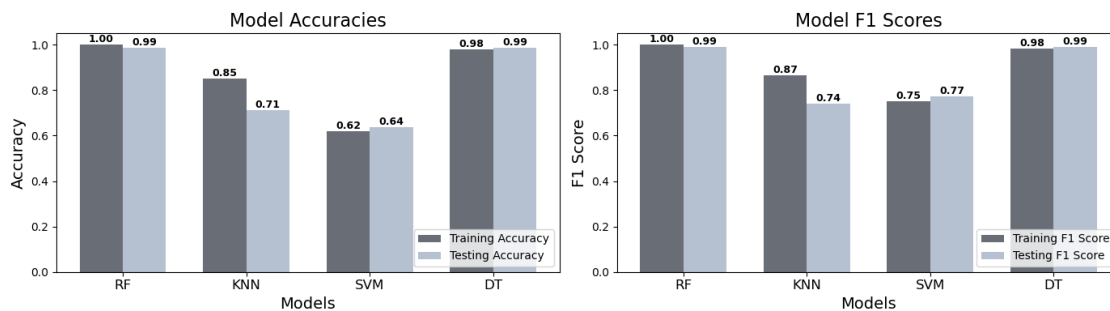 Model Accuracies
1.00
0.99
0.85
0.71
0.62
0.64
0.98
0.99
1.0
0.8
0.6
0.4
0.2
0.0
Accuracy
Training Accuracy
Testing Accuracy
RF
KNN
SVM
DT
Models
Model F1 Scores
1.00
0.99
0.87
0.74
0.75
0.77
0.98
0.99
1.0
0.8
0.6
0.4
0.2
0.0
F1 Score
Training F1 Score
Testing F1 Score
RF
KNN
SVM
DT
Models